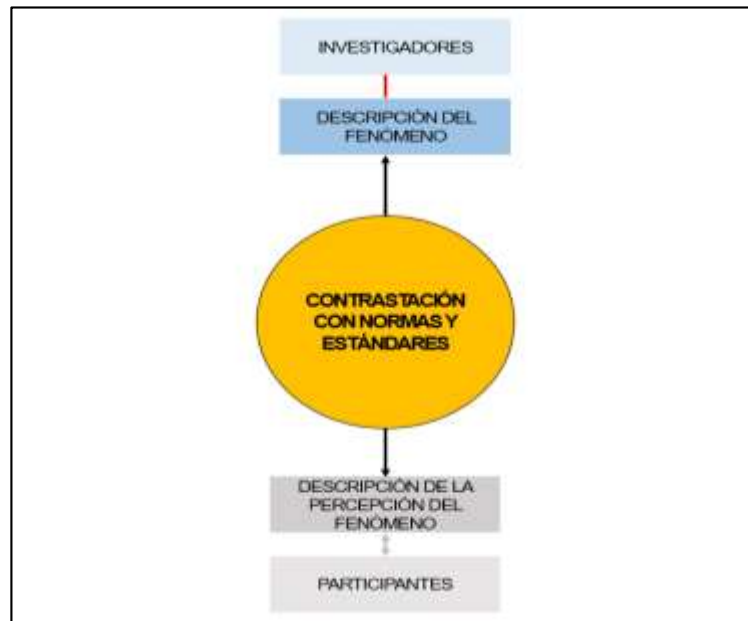 INVESTIGADORES
DESCRIPCIÓN DEL
FENÓMENO
CONTRASTACIÓN
CON NORMAS Y
ESTÁNDARES
DESCRIPCIÓN DE LA
PERCEPCIÓN DEL
FENÓMENO
PARTICIPANTES